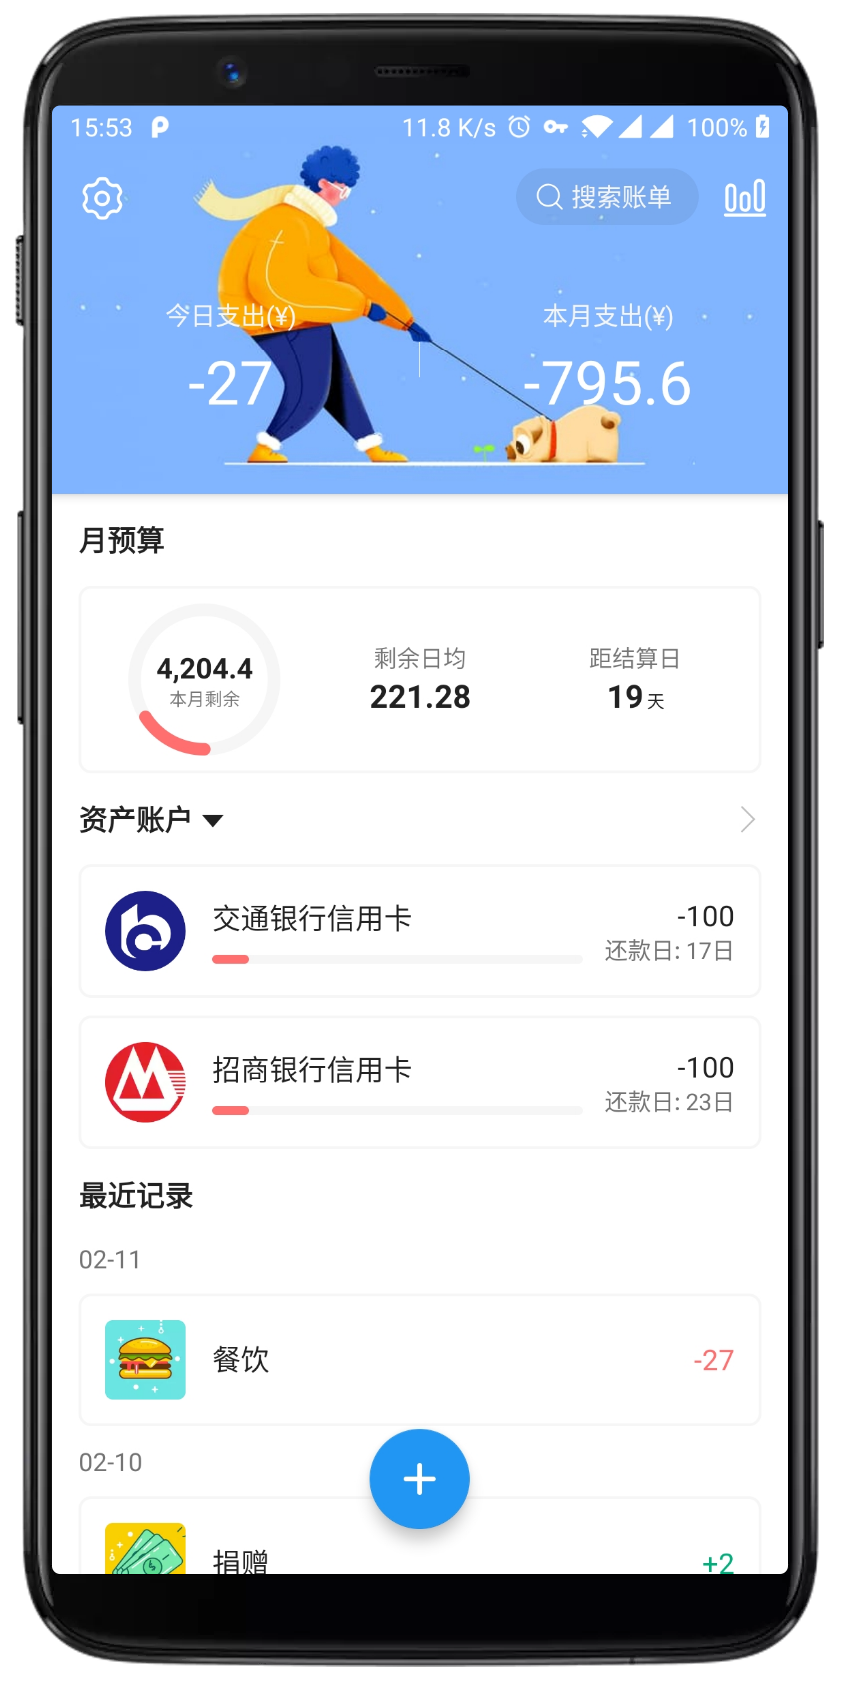 15:53
11.8 K/s
100%
搜索账单
今日支出(¥)
本月支出(¥)
-27
-795.6
月预算
4,204.4
本月剩余
剩余日均
221.28
距结算日
19天
资产账户
交通银行信用卡
-100
还款日: 17日
招商银行信用卡
-100
还款日: 23日
最近记录
02-11
餐饮
-27
02-10
捐赠
+2